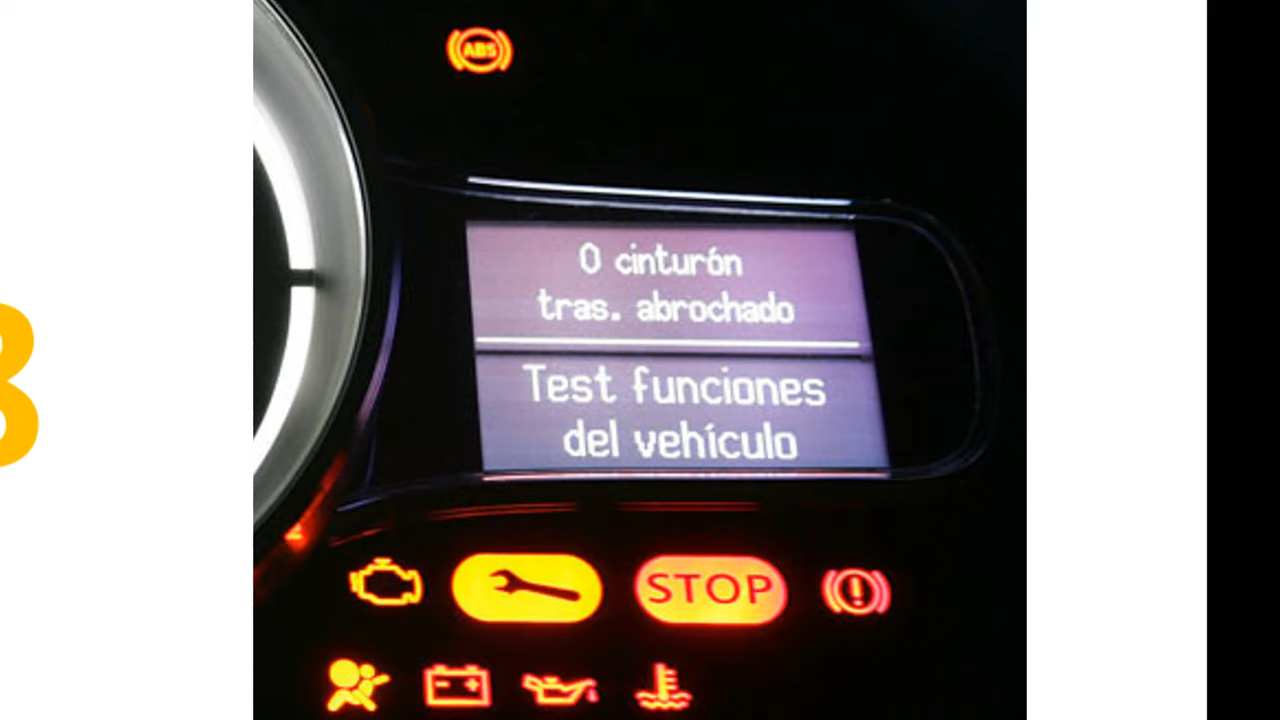 ABS
0 cinturón
tras. abrochado
Test funciones
del vehículo
STOP